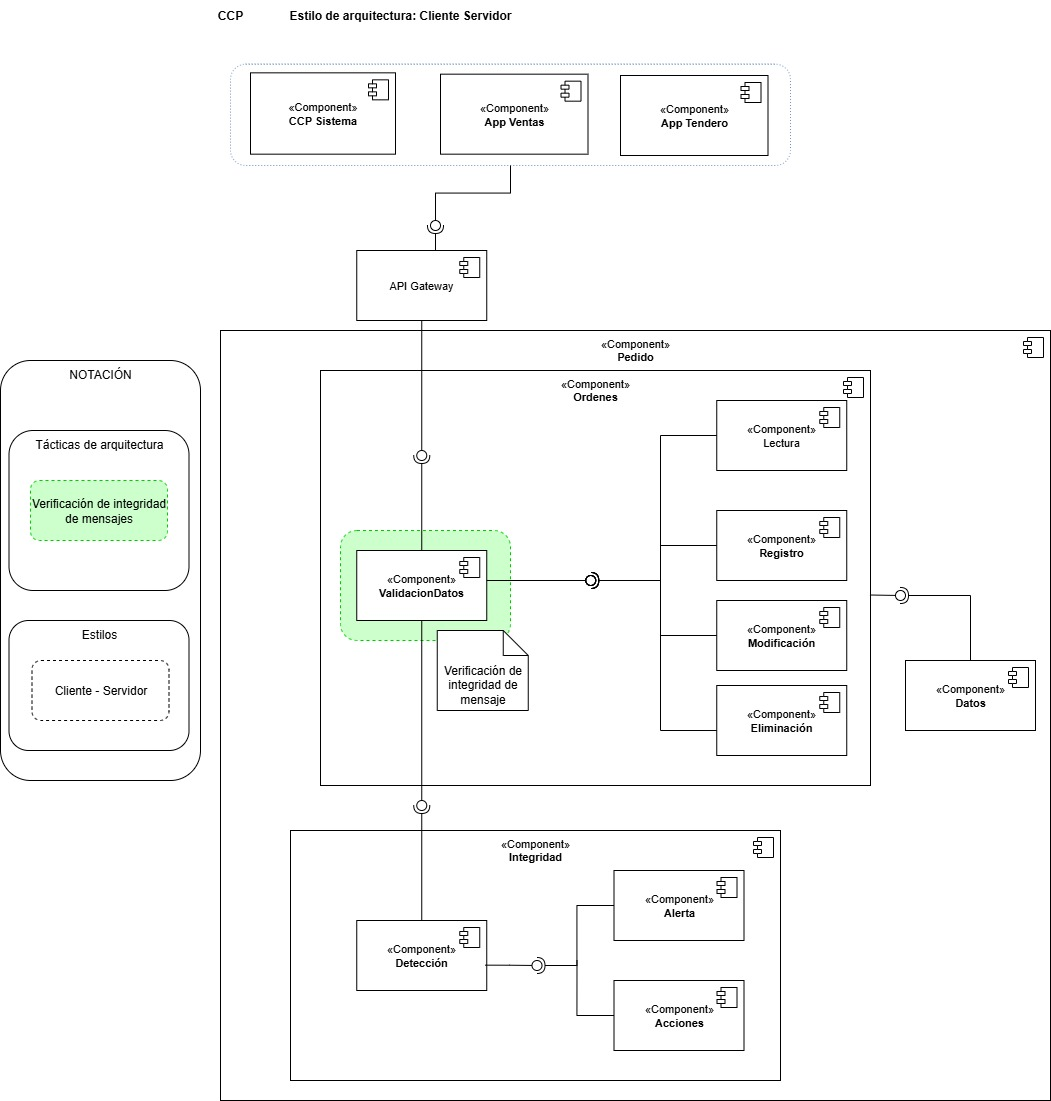 CCP Estilo de arquitectura: Cliente Servidor
«Component»
CCP Sistema
«Component»
App Ventas
«Component»
App Tendero
API Gateway
«Component»
Pedido
«Component»
Ordenes
«Component»
Lectura
«Component»
Registro
«Component»
ValidacionDatos
Verificación de
integridad de
mensaje
«Component»
Modificación
«Component»
Eliminación
«Component»
Datos
«Component»
Integridad
«Component»
Detección
«Component»
Alerta
«Component»
Acciones
NOTACIÓN
Tácticas de arquitectura
Verificación de integridad
de mensajes
Estilos
Cliente - Servidor